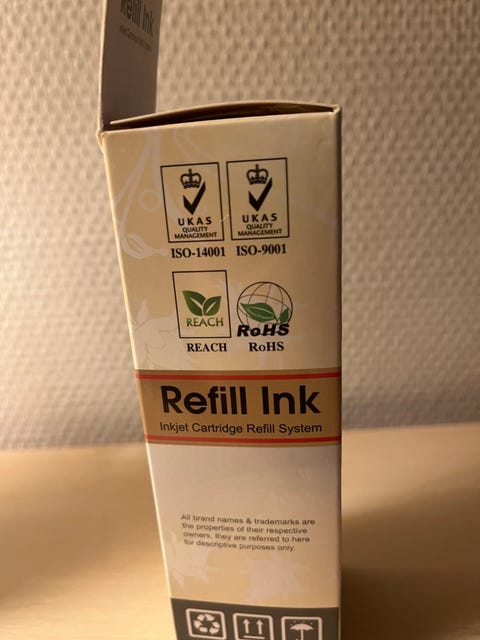 Refill Ink
UKAS
QUALITY
MANAGEMENT
ISO-14001
UKAS
QUALITY
MANAGEMENT
ISO-9001
REACH
REACH
RoHS
RoHS
Refill Ink
Inkjet Cartridge Refill System
All brand names & trademarks are
the properties of their respective
owners, they are referred to here
for descriptive purposes only.